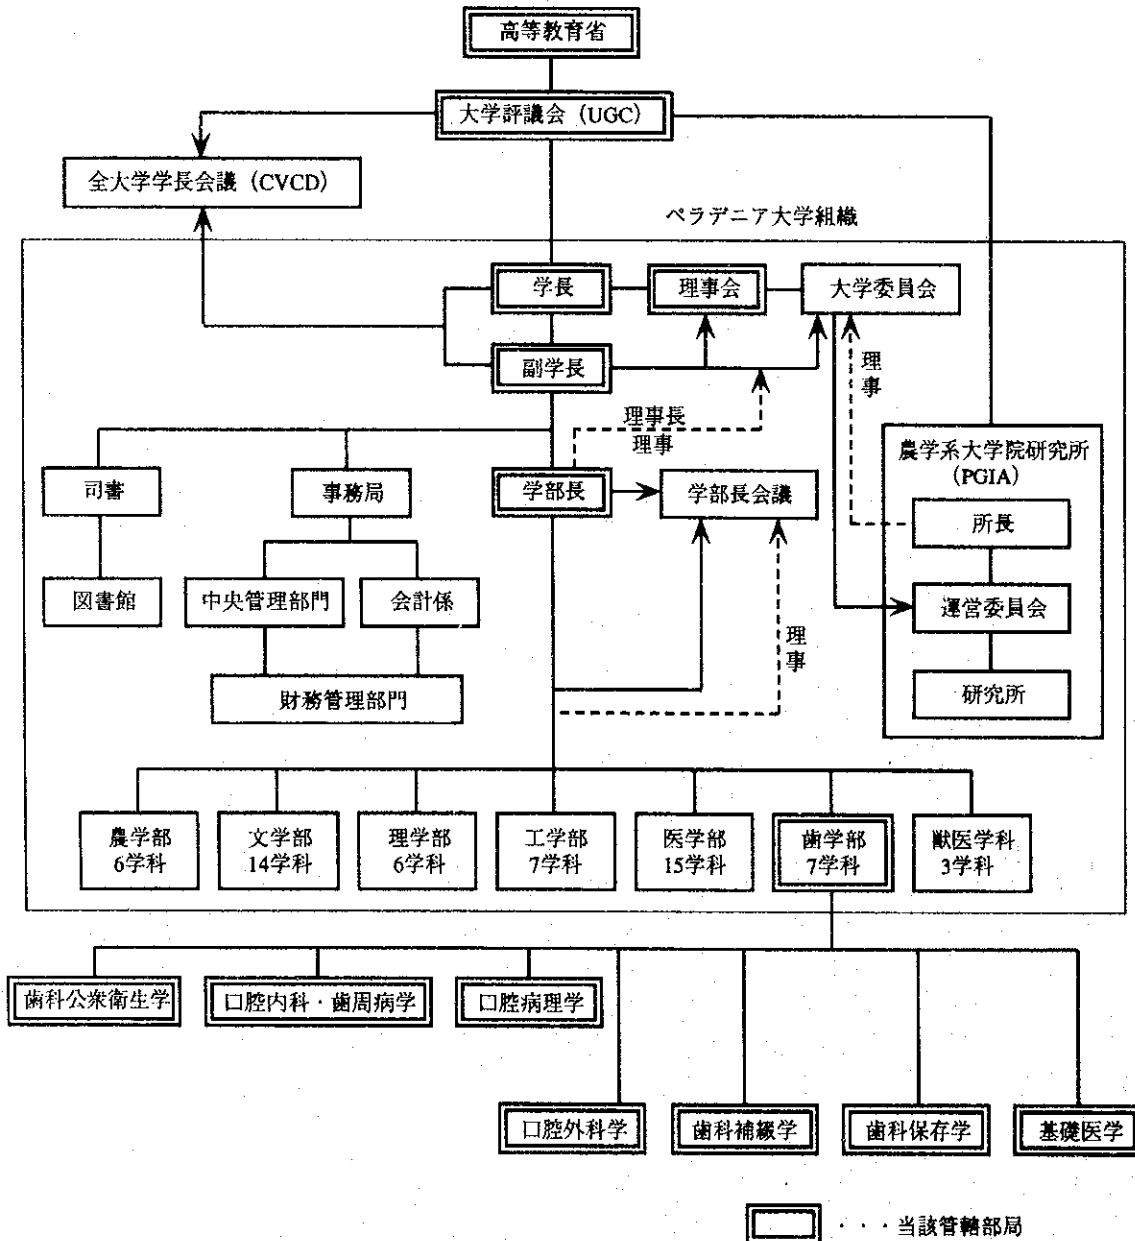 高等教育省
大学評議会 (UGC)
全大学学長会議 (CVCD)
ペラデニア大学組織
学長
理事会
大学委員会
副学長
理
事
理事長
理事
農学系大学院研究所
(PGIA)
司書
事務局
学部長
学部長会議
所長
図書館
中央管理部門
会計係
運営委員会
理
事
財務管理部門
研究所
農学部
6学科
文学部
14学科
理学部
6学科
工学部
7学科
医学部
15学科
歯学部
7学科
獣医学科
3学科
歯科公衆衛生学
口腔内科・歯周病学
口腔病理学
口腔外科学
歯科補綴学
歯科保存学
基礎医学
・・・当該管轄部局